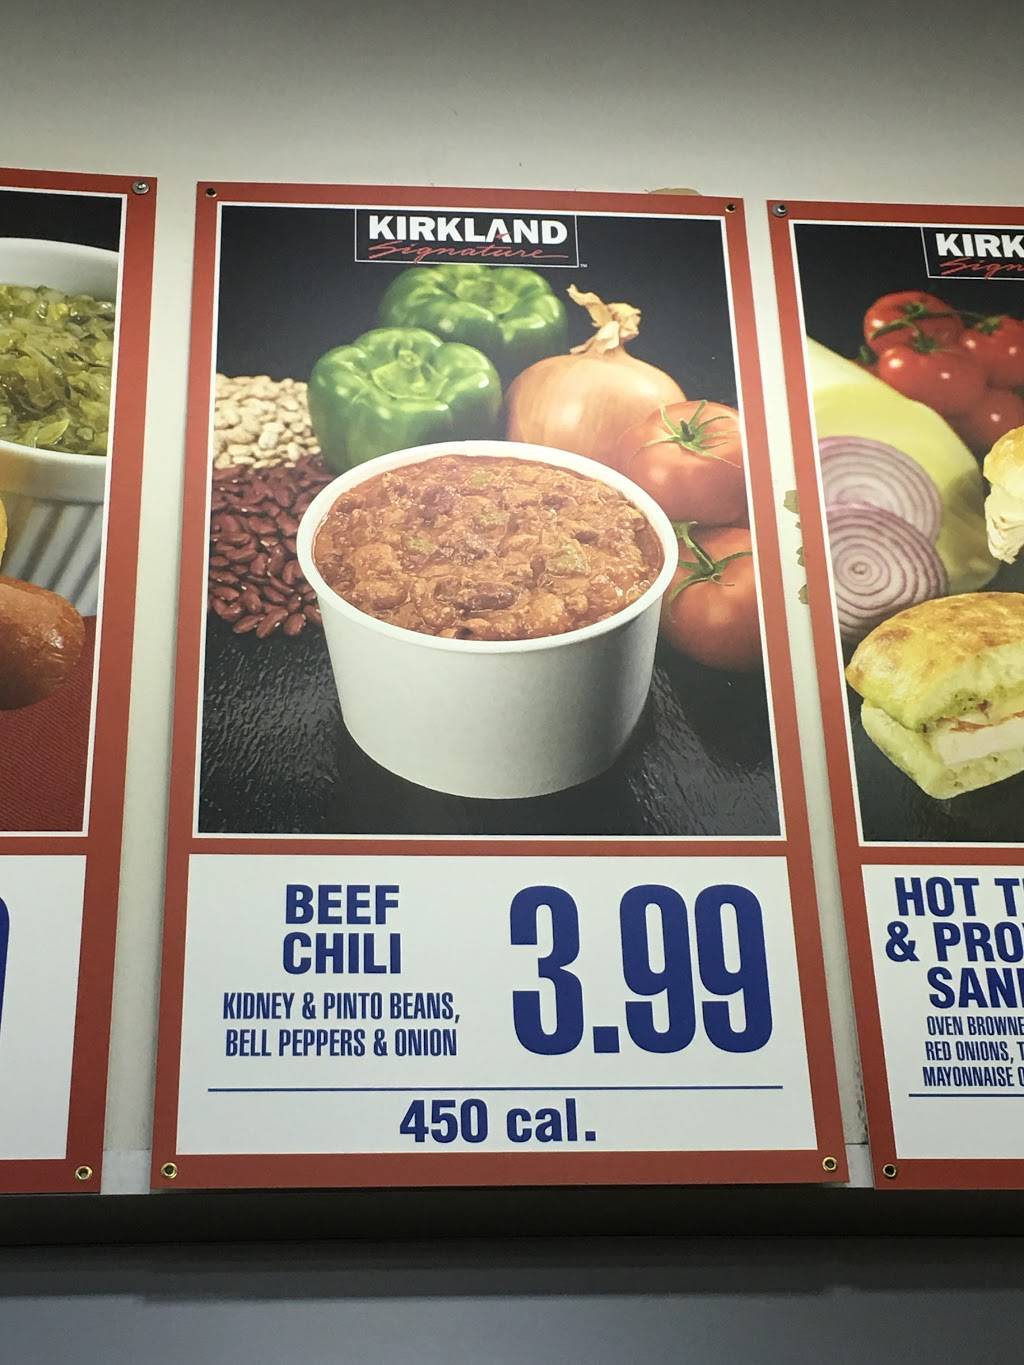 KIRKLAND
Signature
BEEF
CHILI
KIDNEY & PINTO BEANS,
BELL PEPPERS & ONION
3.99
450 cal.
KIRK
Sign
HOT T
& PRO
SAN
OVEN BROWNE
RED ONIONS, T
MAYONNAISE O